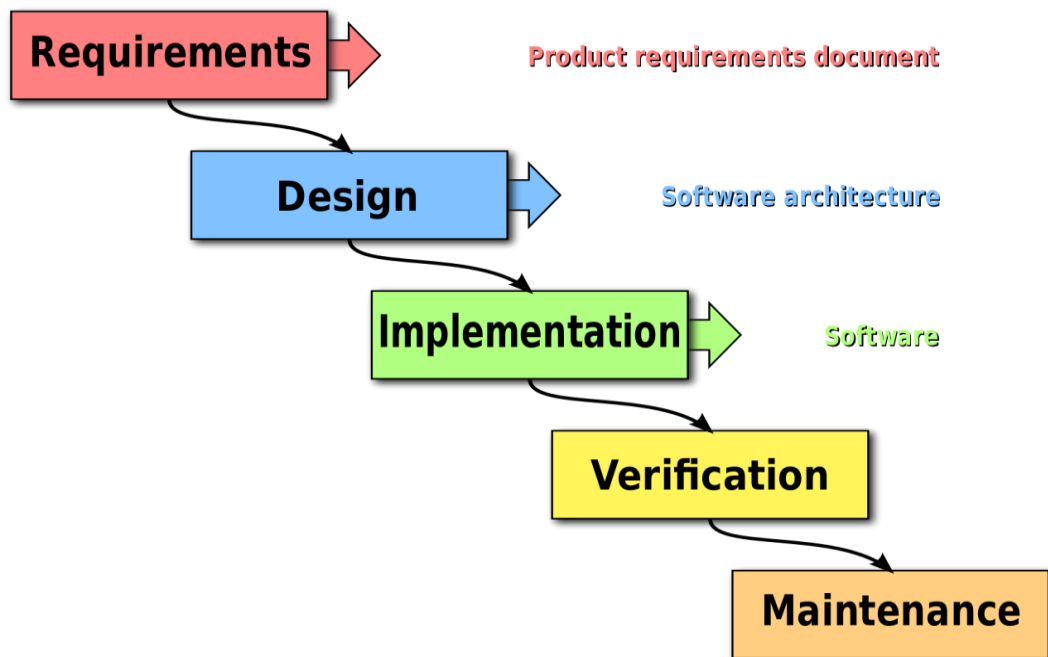 Requirements
Product requirements document
Design
Software architecture
Implementation
Software
Verification
Maintenance